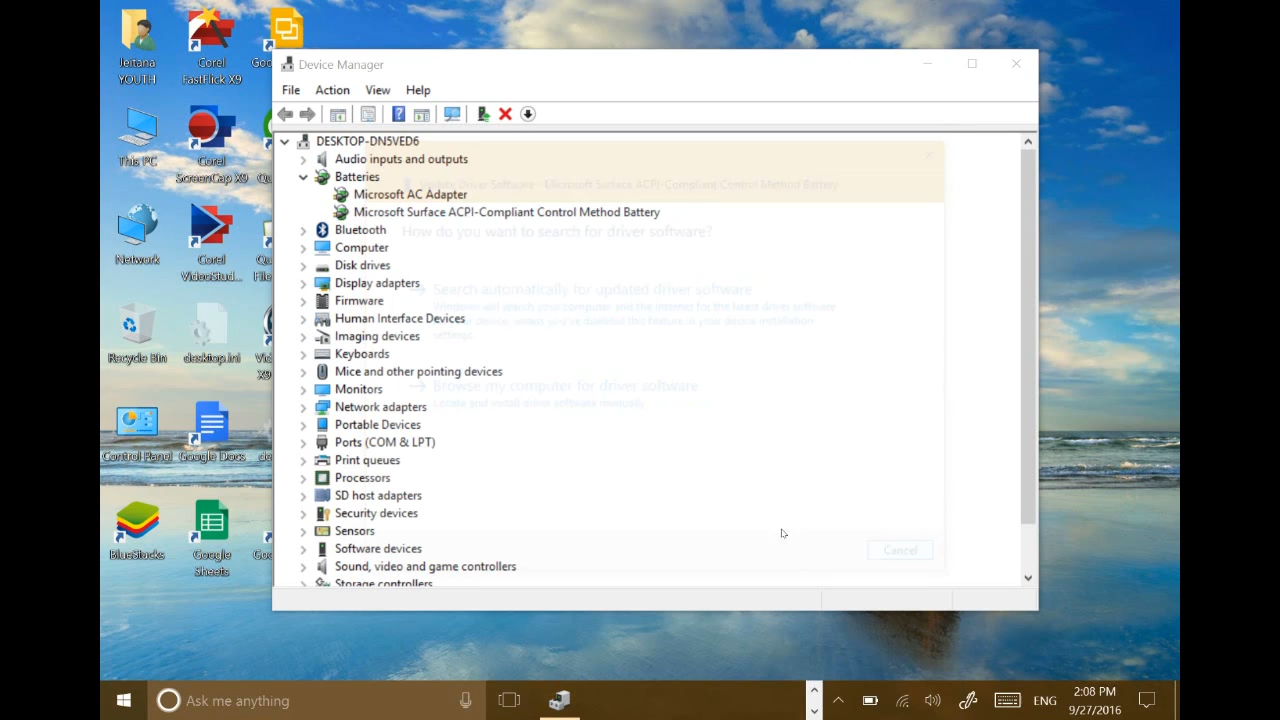 Jeitana
YOUTH
Corel
FastFlick X9
Goo
This PC
Corel
ScreenCap X9
Qu
Network
Corel
VideoStud...
Qu
File
Recycle Bin
desktop.ini
Vid
X9
Control Panel
Google Docs
de
BlueStacks
Google
Sheets
Goo
Device Manager
File Action View Help
DESKTOP-DN5VED6
Audio inputs and outputs
Batteries
Update Driver Software - Microsoft Surface ACPI-Compliant Control Method Battery
Microsoft AC Adapter
Microsoft Surface ACPI-Compliant Control Method Battery
Bluetooth
How do you want to search for driver software?
Computer
Disk drives
Display adapters
Search automatically for updated driver software
Firmware
Windows will search your computer and the Internet for the latest driver software
Human Interface Devices
device, unless you've disabled this feature in your device installation
settings.
Imaging devices
Keyboards
Mice and other pointing devices
Browse my computer for driver software
Monitors
Locate and install driver software manually.
Network adapters
Portable Devices
Ports (COM & LPT)
Print queues
Processors
SD host adapters
Security devices
Sensors
Software devices
Cancel
Sound, video and game controllers
Storage controllers
Ask me anything
ENG
2:08 PM
9/27/2016